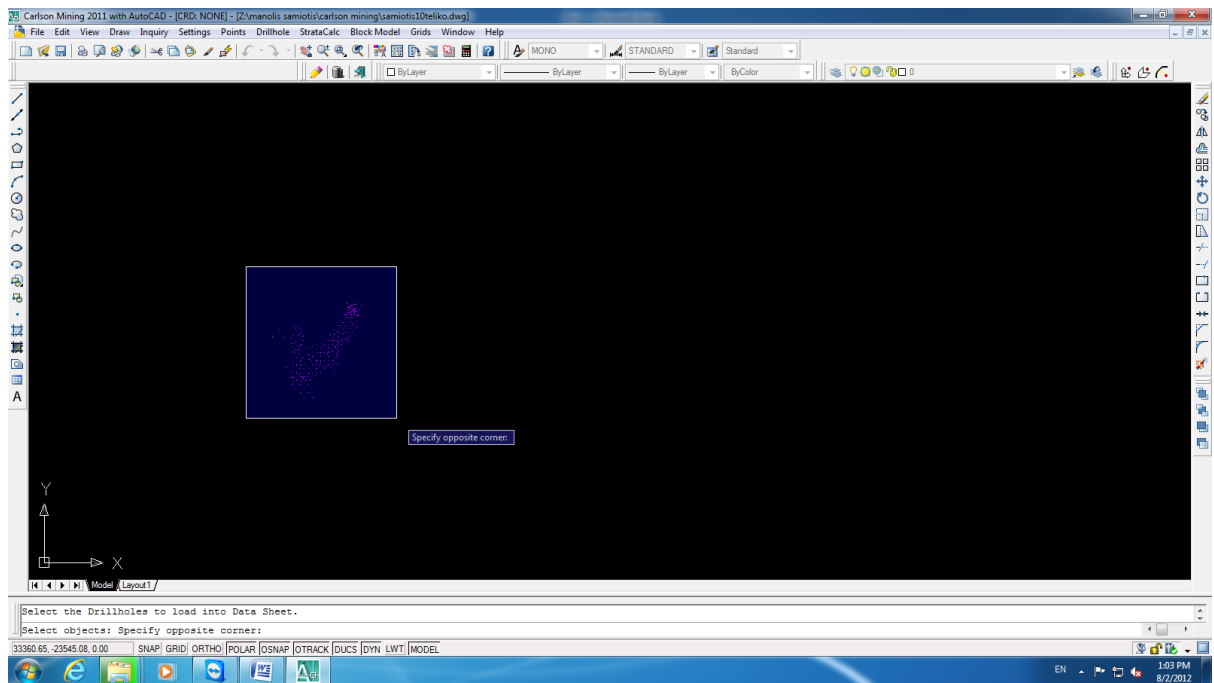 Carlson Mining 2011 with AutoCAD - [CRD: NONE] - [Z:\manolis samiotis\carlson mining\samiotis10teliko.dwg]
File Edit View Draw Inquiry Settings Points Drillhole StrataCalc Block Model Grids Window Help
MONO STANDARD Standard
ByLayer ByLayer ByLayer ByColor 0
A
Specify opposite corner:
Y
X
Model Layout1
Select the Drillholes to load into Data Sheet.
Select objects: Specify opposite corner:
33360.65, -23545.08, 0.00 SNAP GRID ORTHO POLAR OSNAP OTRACK DUCS DYN LWT MODEL
EN 1:03 PM
8/2/2012